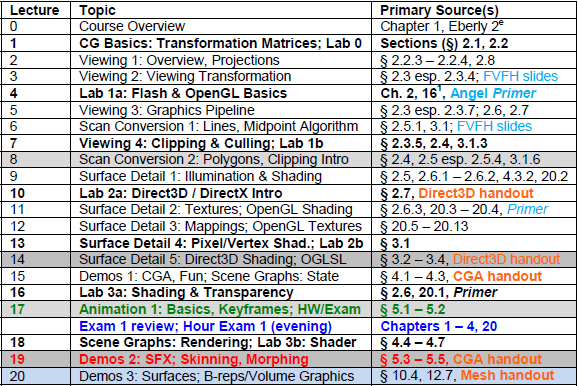 Lecture Topic Primary Source(s)
0 Course Overview Chapter 1, Eberly 2e
1 CG Basics: Transformation Matrices; Lab 0 Sections (§) 2.1, 2.2
2 Viewing 1: Overview, Projections § 2.2.3 – 2.2.4, 2.8
3 Viewing 2: Viewing Transformation § 2.3 esp. 2.3.4; FVFH slides
4 Lab 1a: Flash & OpenGL Basics Ch. 2, 16¹, Angel Primer
5 Viewing 3: Graphics Pipeline § 2.3 esp. 2.3.7; 2.6, 2.7
6 Scan Conversion 1: Lines, Midpoint Algorithm § 2.5.1, 3.1; FVFH slides
7 Viewing 4: Clipping & Culling; Lab 1b § 2.3.5, 2.4, 3.1.3
8 Scan Conversion 2: Polygons, Clipping Intro § 2.4, 2.5 esp. 2.5.4, 3.1.6
9 Surface Detail 1: Illumination & Shading § 2.5, 2.6.1 – 2.6.2, 4.3.2, 20.2
10 Lab 2a: Direct3D / DirectX Intro § 2.7, Direct3D handout
11 Surface Detail 2: Textures; OpenGL Shading § 2.6.3, 20.3 – 20.4, Primer
12 Surface Detail 3: Mappings; OpenGL Textures § 20.5 – 20.13
13 Surface Detail 4: Pixel/Vertex Shad.; Lab 2b § 3.1
14 Surface Detail 5: Direct3D Shading; OGLSL § 3.2 – 3.4, Direct3D handout
15 Demos 1: CGA, Fun; Scene Graphs: State § 4.1 – 4.3, CGA handout
16 Lab 3a: Shading & Transparency § 2.6, 20.1, Primer
17 Animation 1: Basics, Keyframes; HW/Exam § 5.1 – 5.2
Exam 1 review; Hour Exam 1 (evening) Chapters 1 – 4, 20
18 Scene Graphs: Rendering; Lab 3b: Shader § 4.4 – 4.7
19 Demos 2: SFX; Skinning, Morphing § 5.3 – 5.5, CGA handout
20 Demos 3: Surfaces; B-reps/Volume Graphics § 10.4, 12.7, Mesh handout